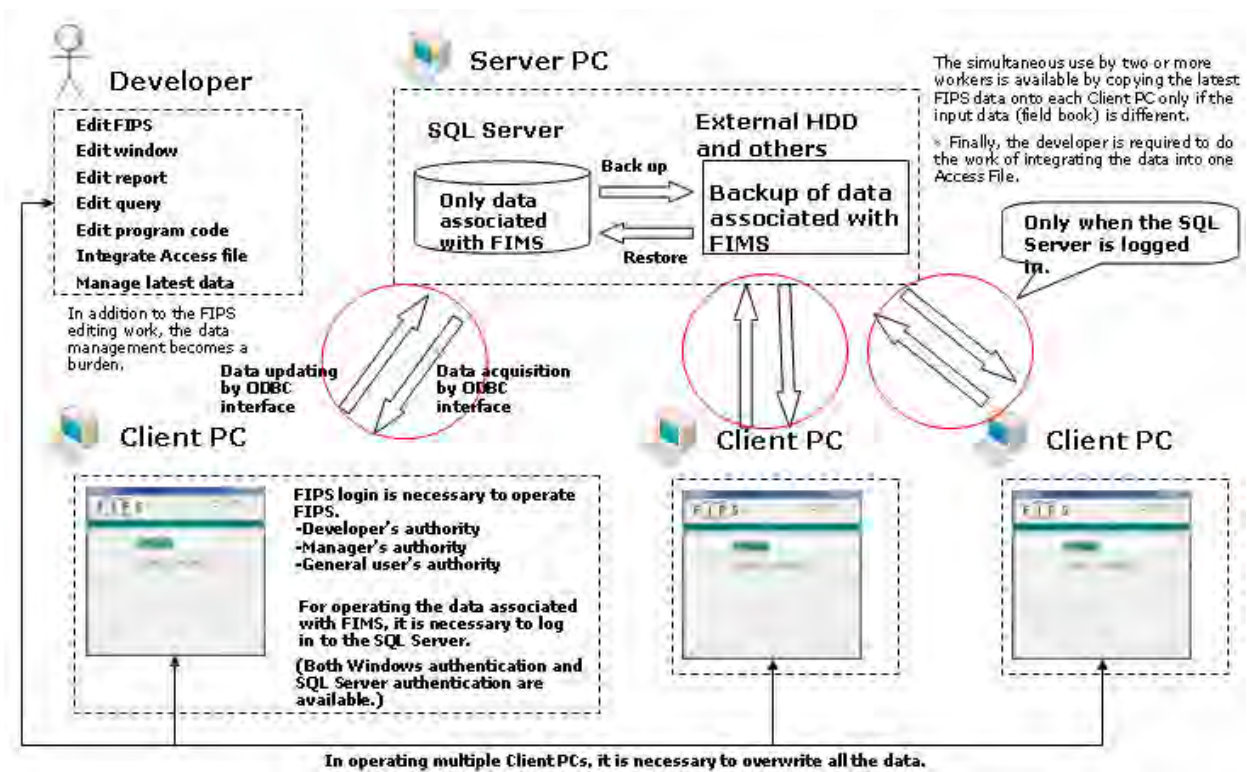 Developer
Edit FIPS
Edit window
Edit report
Edit query
Edit program code
Integrate Access file
Manage latest data
In addition to the FIPS
editing work, the data
management becomes a
burden.
Server PC
SQL Server
Only data
associated
with FIMS
Back up
Restore
External HDD
and others
Backup of data
associated with
FIMS
The simultaneous use by two or more
workers is available by copying the latest
FIPS data onto each Client PC only if the
input data (field book) is different.
* Finally, the developer is required to do
the work of integrating the data into one
Access File.
Only when the SQL
Server is logged
in.
Data updating
by ODBC
interface
Data acquisition
by ODBC
interface
Client PC
FIPS
FIPS login is necessary to operate
FIPS.
-Developer's authority
-Manager's authority
-General user's authority
For operating the data associated
with FIMS, it is necessary to log
in to the SQL Server.
(Both Windows authentication and
SQL Server authentication are
available.)
Client PC
FIPS
Client PC
FIPS
In operating multiple Client PCs, it is necessary to overwrite all the data.